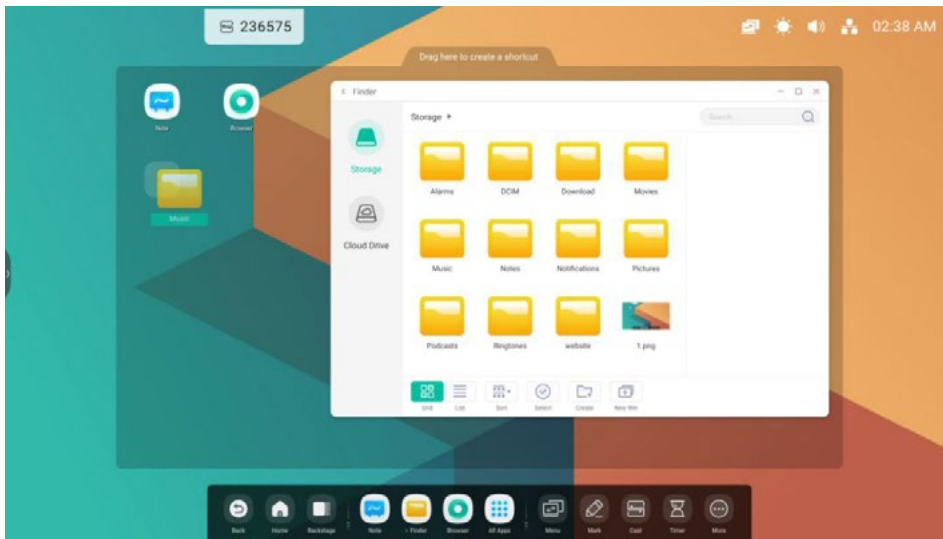 236575
02:38 AM
Drag here to create a shortcut
Note
Browser
Music
Finder
Storage
Search
Storage
Cloud Drive
Alarms
DCIM
Download
Movies
Music
Notes
Notifications
Pictures
Podcasts
Ringtones
website
1.png
Grid
List
Sort
Select
Create
New Win
Back
Home
Backstage
Note
Finder
Browser
All Apps
Menu
Mark
Cast
Timer
More